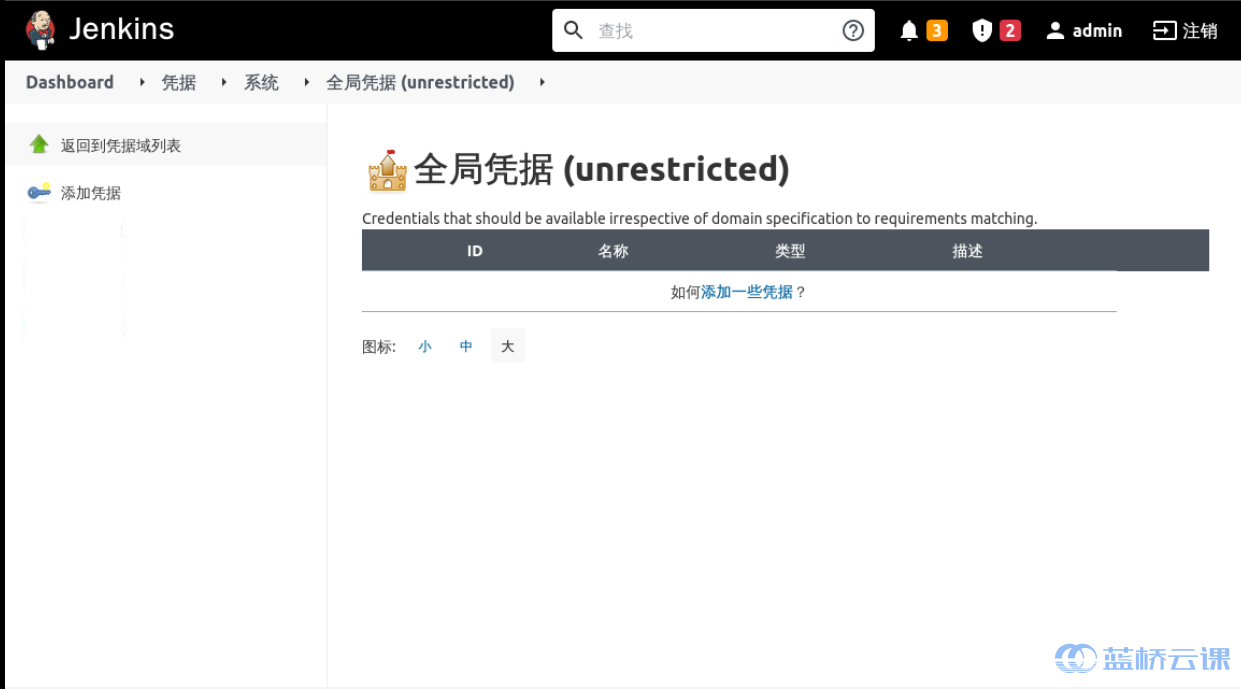 Jenkins 查找 3 2 admin 注销
Dashboard 凭据 系统 全局凭据 (unrestricted)
返回到凭据域列表
添加凭据
全局凭据 (unrestricted)
Credentials that should be available irrespective of domain specification to requirements matching.
ID 名称 类型 描述
如何添加一些凭据？
图标: 小 中 大
蓝桥云课